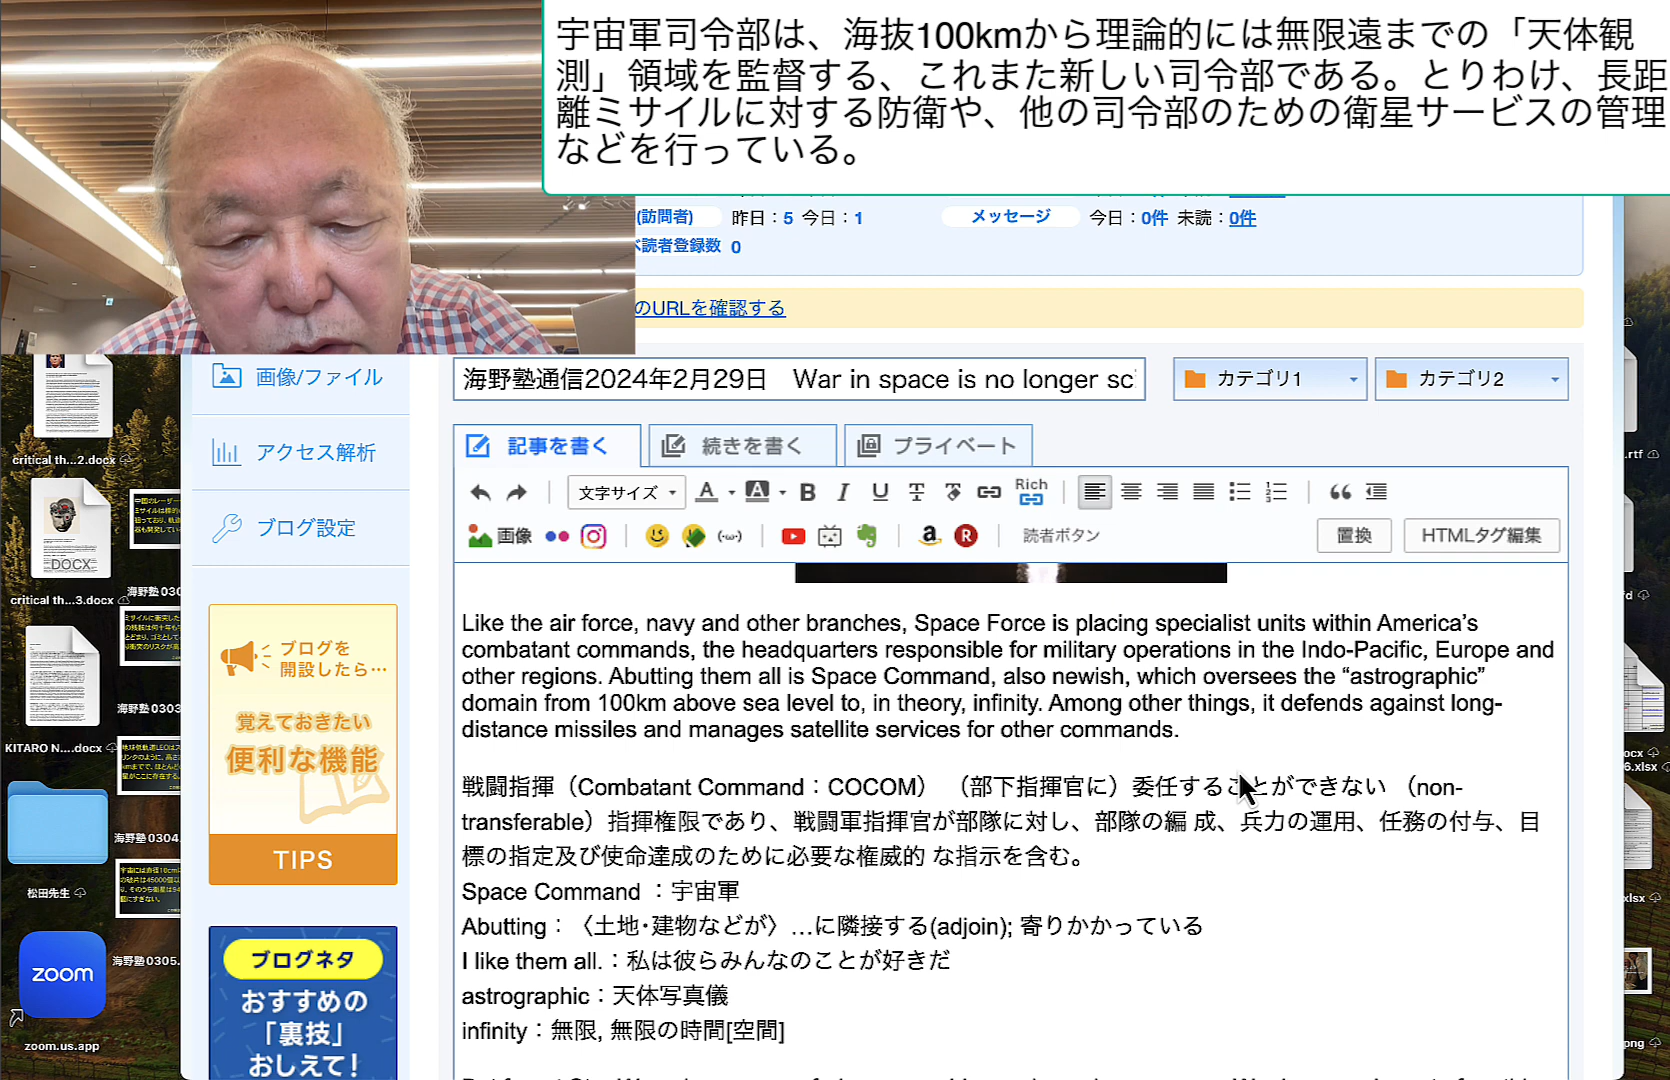 宇宙軍司令部は、海抜100kmから理論的には無限遠までの「天体観
測」領域を監督する、これまた新しい司令部である。とりわけ、長距
離ミサイルに対する防衛や、他の司令部のための衛星サービスの管理
などを行っている。
(訪問者) 昨日：5 今日：1 メッセージ 今日：0件 未読：0件
読者登録数 0
のURLを確認する
画像/ファイル
アクセス解析
ブログ設定
ブログを
開設したら…
覚えておきたい
便利な機能
TIPS
ブログネタ
おすすめの
「裏技」
おしえて！
海野塾通信2024年2月29日 War in space is no longer sc
カテゴリ1 カテゴリ2
記事を書く 続きを書く プライベート
文字サイズ A A B I U T Rich
画像 読者ボタン 置換 HTMLタグ編集
Like the air force, navy and other branches, Space Force is placing specialist units within America’s
combatant commands, the headquarters responsible for military operations in the Indo-Pacific, Europe and
other regions. Abutting them all is Space Command, also newish, which oversees the “astrographic”
domain from 100km above sea level to, in theory, infinity. Among other things, it defends against long-
distance missiles and manages satellite services for other commands.
戦闘指揮（Combatant Command：COCOM） （部下指揮官に）委任することができない （non-
transferable）指揮権限であり、戦闘軍指揮官が部隊に対し、部隊の編 成、兵力の運用、任務の付与、目
標の指定及び使命達成のために必要な権威的 な指示を含む。
Space Command ：宇宙軍
Abutting：〈土地･建物などが〉…に隣接する(adjoin); 寄りかかっている
I like them all.：私は彼らみんなのことが好きだ
astrographic：天体写真儀
infinity：無限, 無限の時間[空間]
critical th...2.docx
DOCX
critical th...3.docx
KITARO N....docx
松田先生
zoom
zoom.us.app
海野塾 030
海野塾 0303
海野塾 0304.
海野塾0305.
.rtf
.xlsx